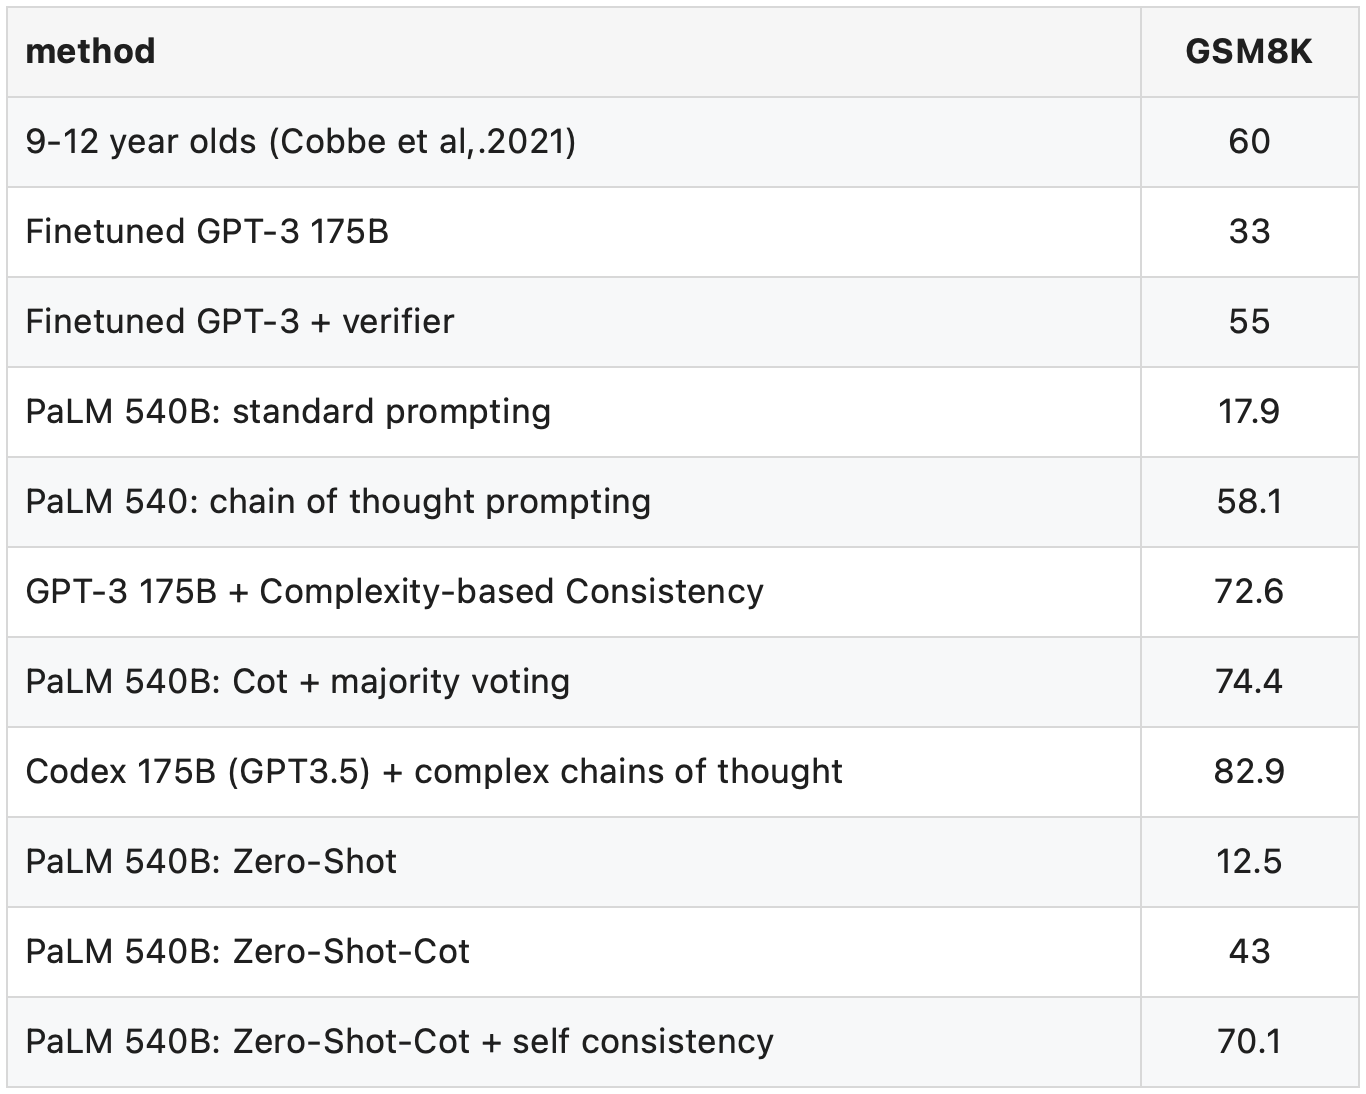 method GSM8K
9-12 year olds (Cobbe et al,.2021) 60
Finetuned GPT-3 175B 33
Finetuned GPT-3 + verifier 55
PaLM 540B: standard prompting 17.9
PaLM 540: chain of thought prompting 58.1
GPT-3 175B + Complexity-based Consistency 72.6
PaLM 540B: Cot + majority voting 74.4
Codex 175B (GPT3.5) + complex chains of thought 82.9
PaLM 540B: Zero-Shot 12.5
PaLM 540B: Zero-Shot-Cot 43
PaLM 540B: Zero-Shot-Cot + self consistency 70.1